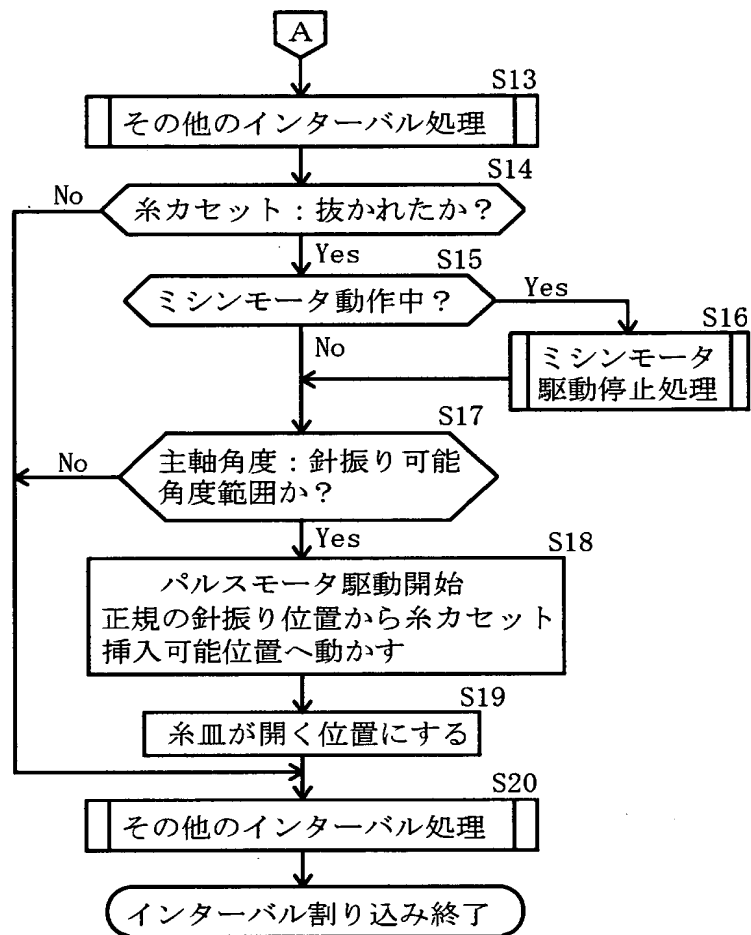 A
S13
その他のインターバル処理
S14
No
糸カセット：抜かれたか？
Yes
S15
ミシンモータ動作中？
Yes
S16
No
ミシンモータ
駆動停止処理
S17
No
主軸角度：針振り可能
角度範囲か？
Yes
S18
パルスモータ駆動開始
正規の針振り位置から糸カセット
挿入可能位置へ動かす
S19
糸皿が開く位置にする
S20
その他のインターバル処理
インターバル割り込み終了